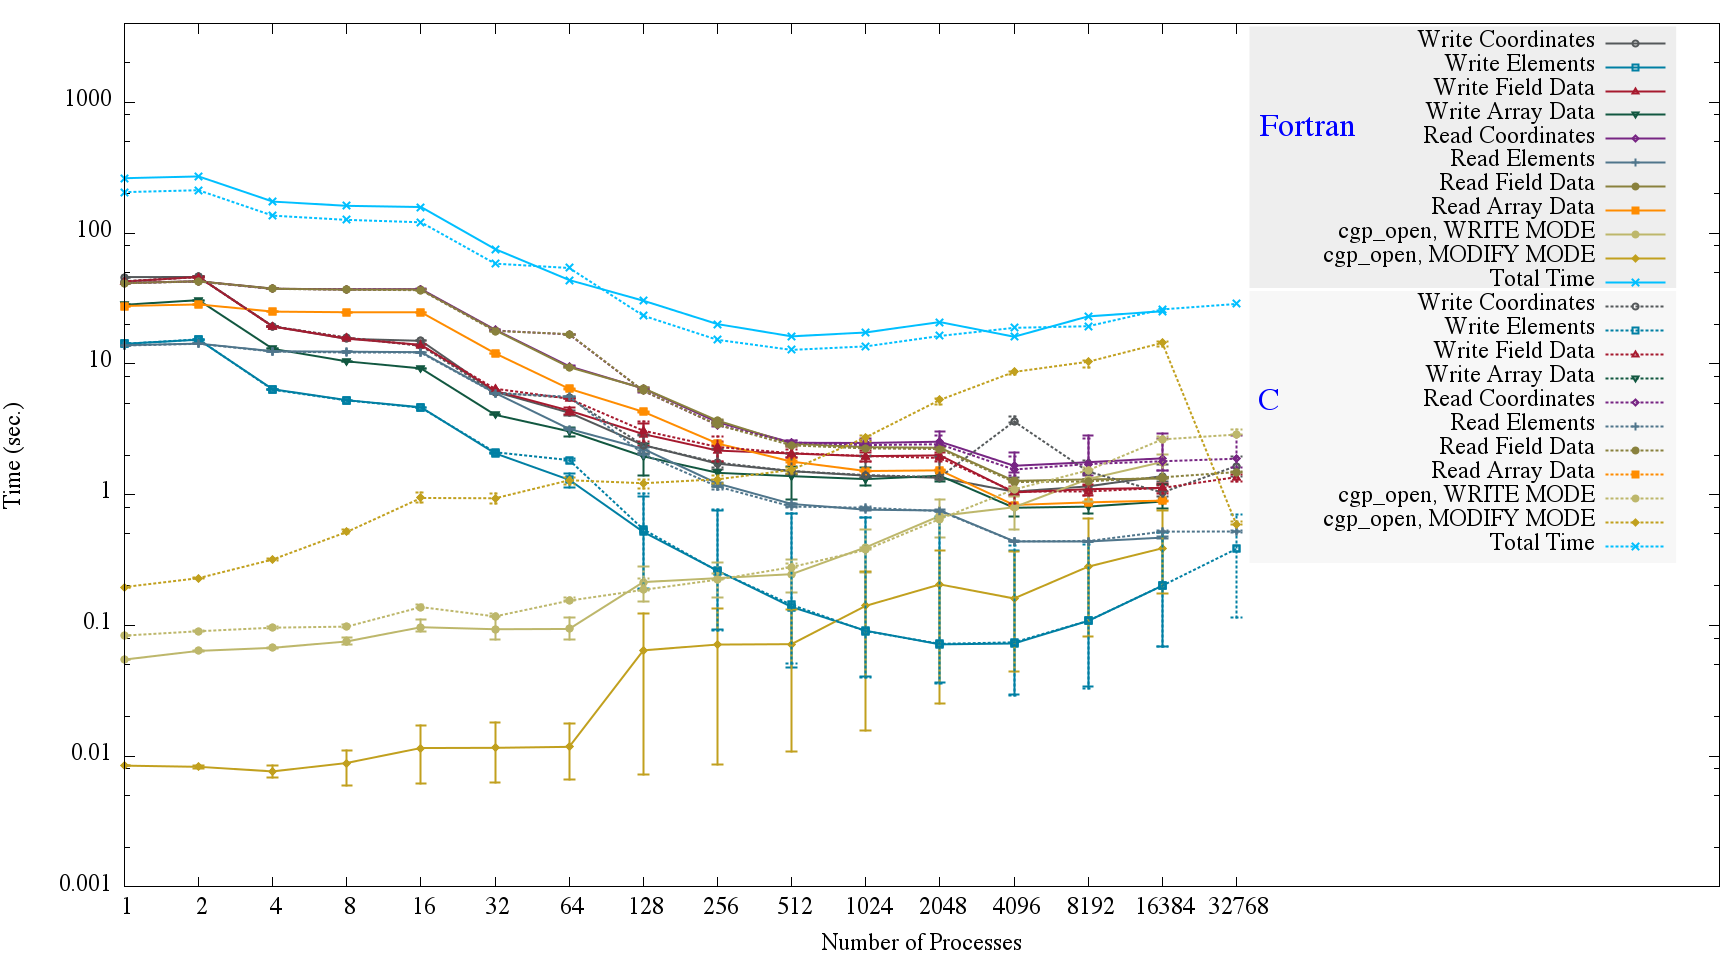 1000
100
10
1
0.1
0.01
0.001
Time (sec.)
1 2 4 8 16 32 64 128 256 512 1024 2048 4096 8192 16384 32768
Number of Processes
Fortran
Write Coordinates
Write Elements
Write Field Data
Write Array Data
Read Coordinates
Read Elements
Read Field Data
Read Array Data
cgp_open, WRITE MODE
cgp_open, MODIFY MODE
Total Time
C
Write Coordinates
Write Elements
Write Field Data
Write Array Data
Read Coordinates
Read Elements
Read Field Data
Read Array Data
cgp_open, WRITE MODE
cgp_open, MODIFY MODE
Total Time